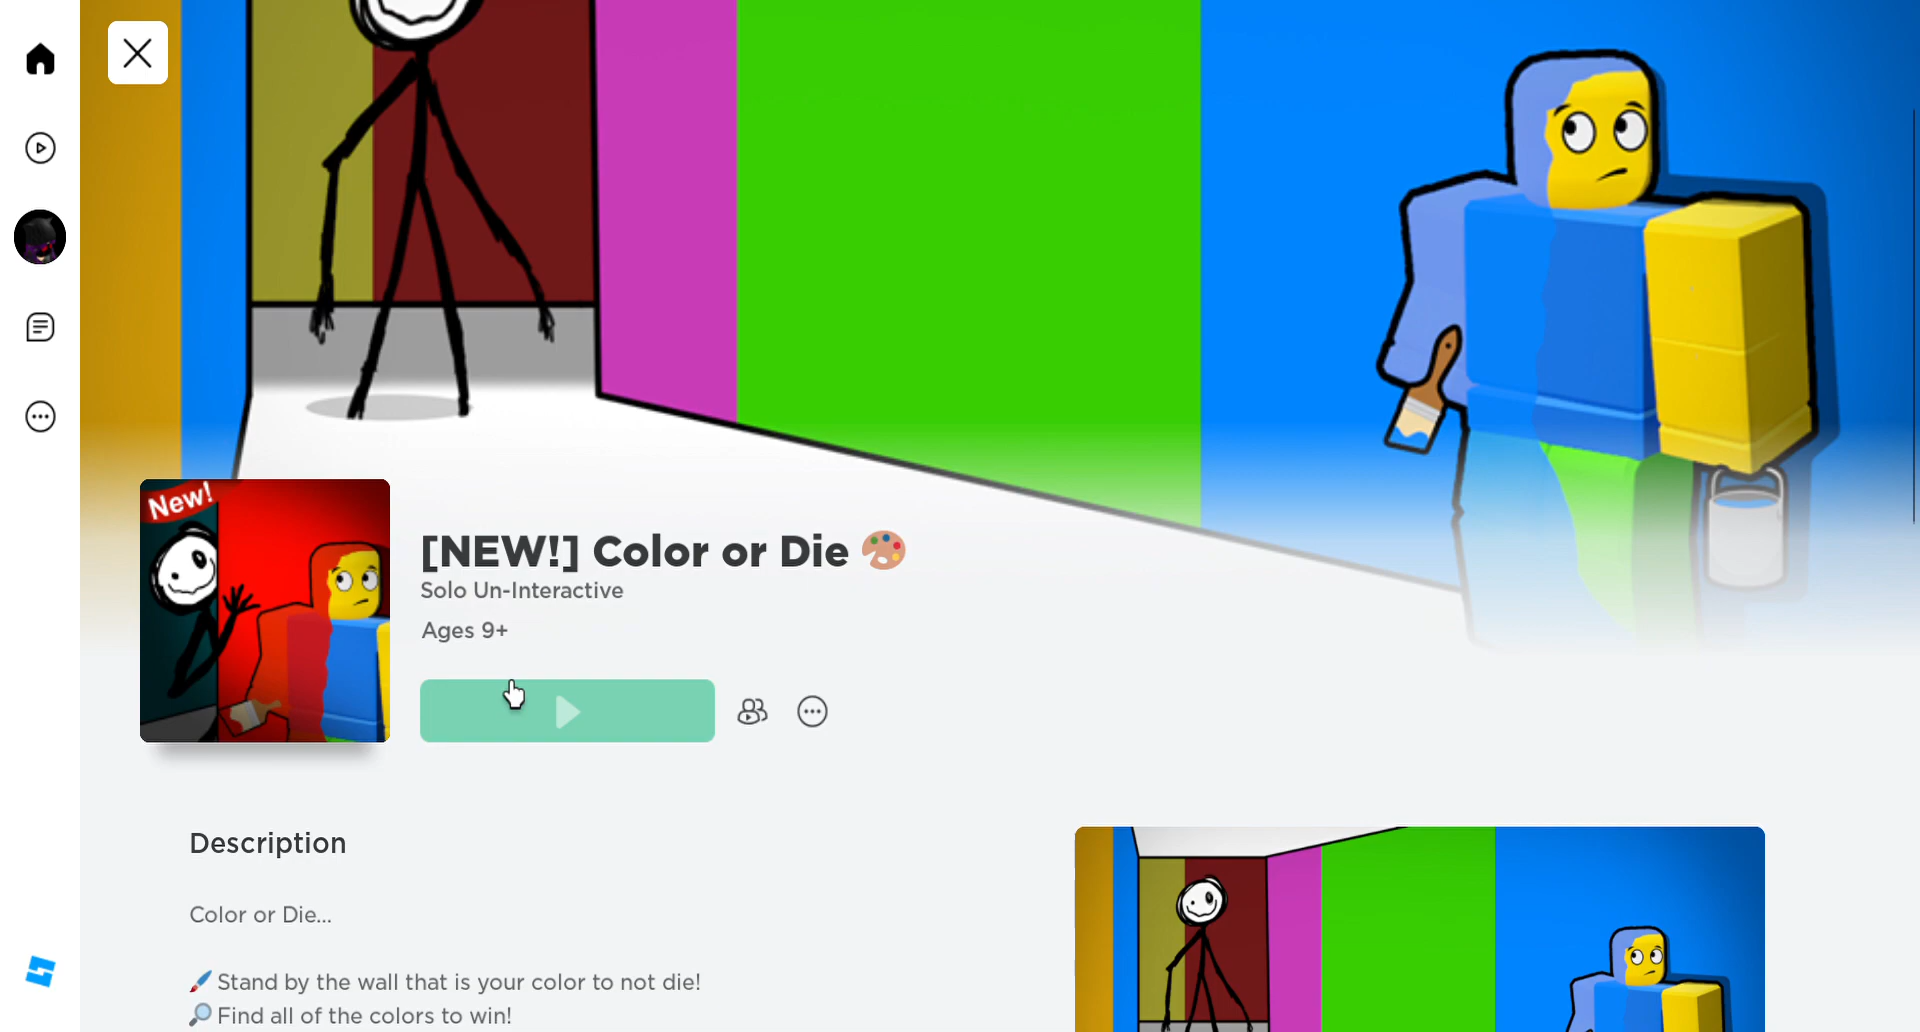 New!
[NEW!] Color or Die
Solo Un-Interactive
Ages 9+
Description
Color or Die...
Stand by the wall that is your color to not die!
Find all of the colors to win!